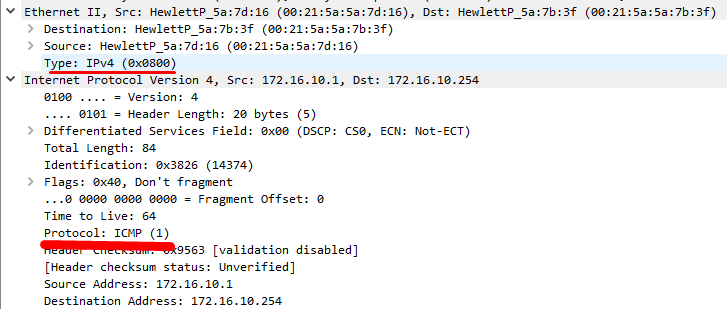 Ethernet II, Src: HewlettP_5a:7d:16 (00:21:5a:5a:7d:16), Dst: HewlettP_5a:7b:3f (00:21:5a:5a:7b:3f)
Destination: HewlettP_5a:7b:3f (00:21:5a:5a:7b:3f)
Source: HewlettP_5a:7d:16 (00:21:5a:5a:7d:16)
Type: IPv4 (0x0800)
Internet Protocol Version 4, Src: 172.16.10.1, Dst: 172.16.10.254
0100 .... = Version: 4
.... 0101 = Header Length: 20 bytes (5)
Differentiated Services Field: 0x00 (DSCP: CS0, ECN: Not-ECT)
Total Length: 84
Identification: 0x3826 (14374)
Flags: 0x40, Don't fragment
...0 0000 0000 0000 = Fragment Offset: 0
Time to Live: 64
Protocol: ICMP (1)
Header Checksum: 0x9563 [validation disabled]
[Header checksum status: Unverified]
Source Address: 172.16.10.1
Destination Address: 172.16.10.254